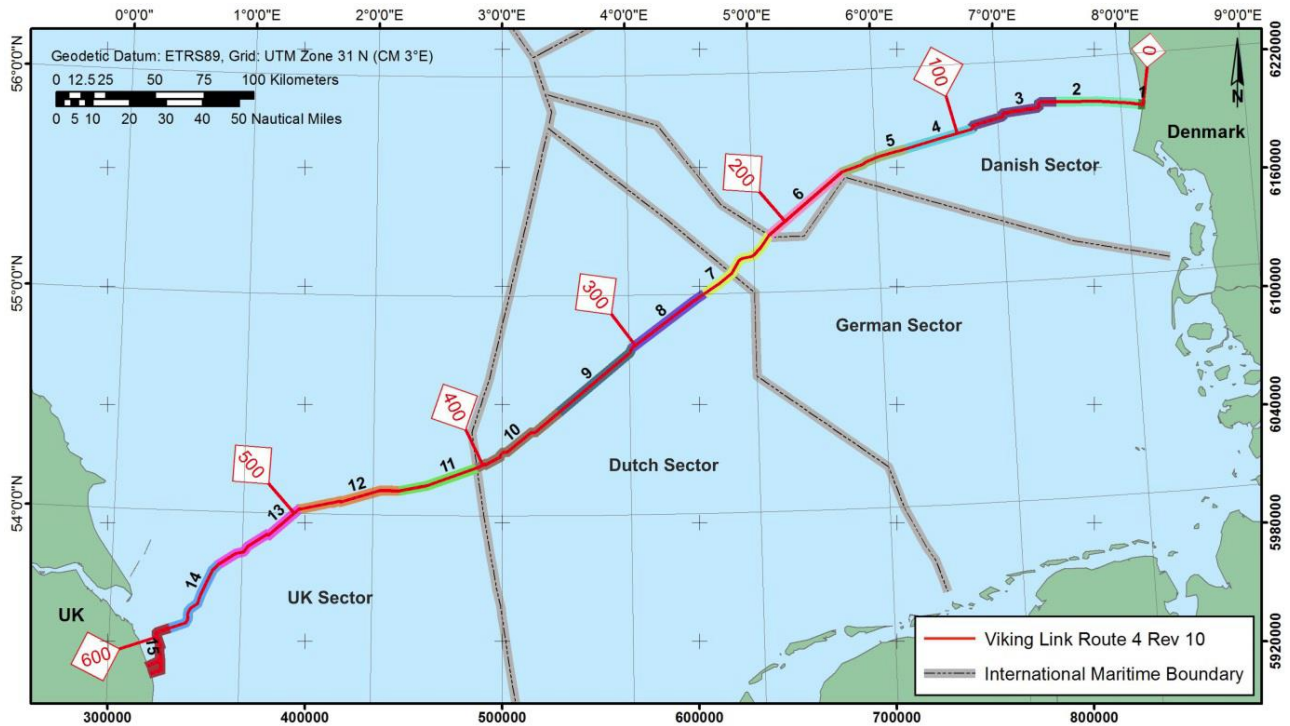 0°0'0" 1°0'0"E 2°0'0"E 3°0'0"E 4°0'0"E 5°0'0"E 6°0'0"E 7°0'0"E 8°0'0"E 9°0'0"E
Geodetic Datum: ETRS89, Grid: UTM Zone 31 N (CM 3°E)
0 12.5 25 50 75 100 Kilometers
0 5 10 20 30 40 50 Nautical Miles
56°0'0"N
55°0'0"N
54°0'0"N
6220000
6160000
6100000
6040000
5980000
5920000
0
100
200
300
400
500
600
N
1
2
3
4
5
6
7
8
9
10
11
12
13
14
15
Denmark
Danish Sector
German Sector
Dutch Sector
UK Sector
UK
Viking Link Route 4 Rev 10
International Maritime Boundary
300000 400000 500000 600000 700000 800000